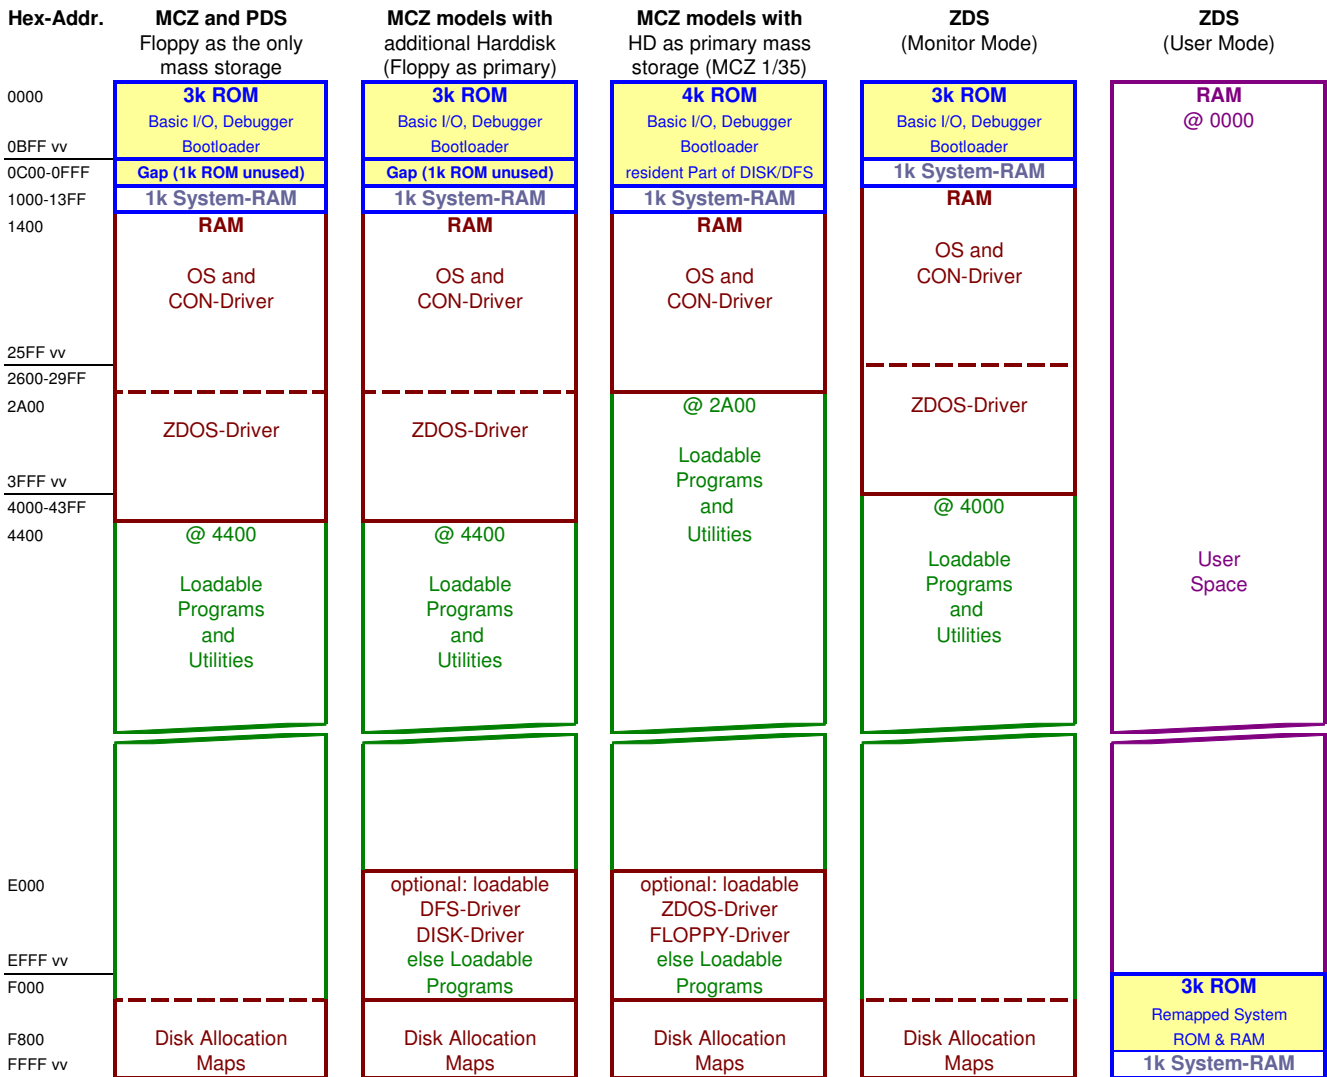 Hex-Addr. MCZ and PDS MCZ models with MCZ models with ZDS ZDS
Floppy as the only additional Harddisk HD as primary mass (Monitor Mode) (User Mode)
mass storage (Floppy as primary) storage (MCZ 1/35)
0000 3k ROM 3k ROM 4k ROM 3k ROM RAM
Basic I/O, Debugger Basic I/O, Debugger Basic I/O, Debugger Basic I/O, Debugger @ 0000
0BFF vv Bootloader Bootloader Bootloader Bootloader
0C00-0FFF Gap (1k ROM unused) Gap (1k ROM unused) resident Part of DISK/DFS 1k System-RAM
1000-13FF 1k System-RAM 1k System-RAM 1k System-RAM RAM
1400 RAM RAM RAM
OS and
OS and OS and OS and CON-Driver
CON-Driver CON-Driver CON-Driver
25FF vv
2600-29FF
2A00 @ 2A00 ZDOS-Driver
ZDOS-Driver ZDOS-Driver
Loadable
3FFF vv Programs
4000-43FF and @ 4000
4400 @ 4400 @ 4400 Utilities
Loadable User
Loadable Loadable Programs Space
Programs Programs and
and and Utilities
Utilities Utilities
E000 optional: loadable optional: loadable
DFS-Driver ZDOS-Driver
DISK-Driver FLOPPY-Driver
EFFF vv else Loadable else Loadable
F000 Programs Programs 3k ROM
Remapped System
F800 Disk Allocation Disk Allocation Disk Allocation Disk Allocation ROM & RAM
FFFF vv Maps Maps Maps Maps 1k System-RAM